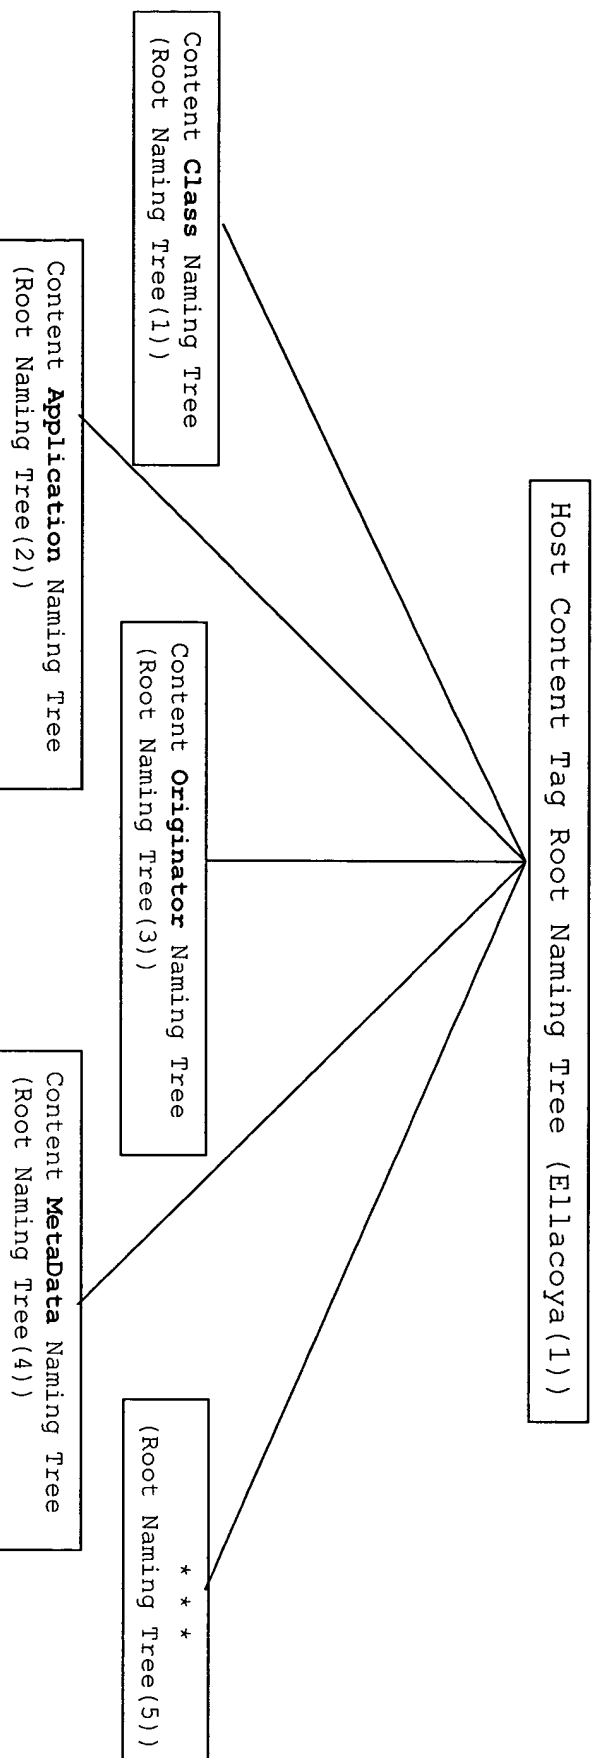 Host Content Tag Root Naming Tree (Ellacoya(1))
Content Class Naming Tree
(Root Naming Tree(1))
Content Application Naming Tree
(Root Naming Tree(2))
Content Originator Naming Tree
(Root Naming Tree(3))
Content MetaData Naming Tree
(Root Naming Tree(4))
* * *
(Root Naming Tree(5))